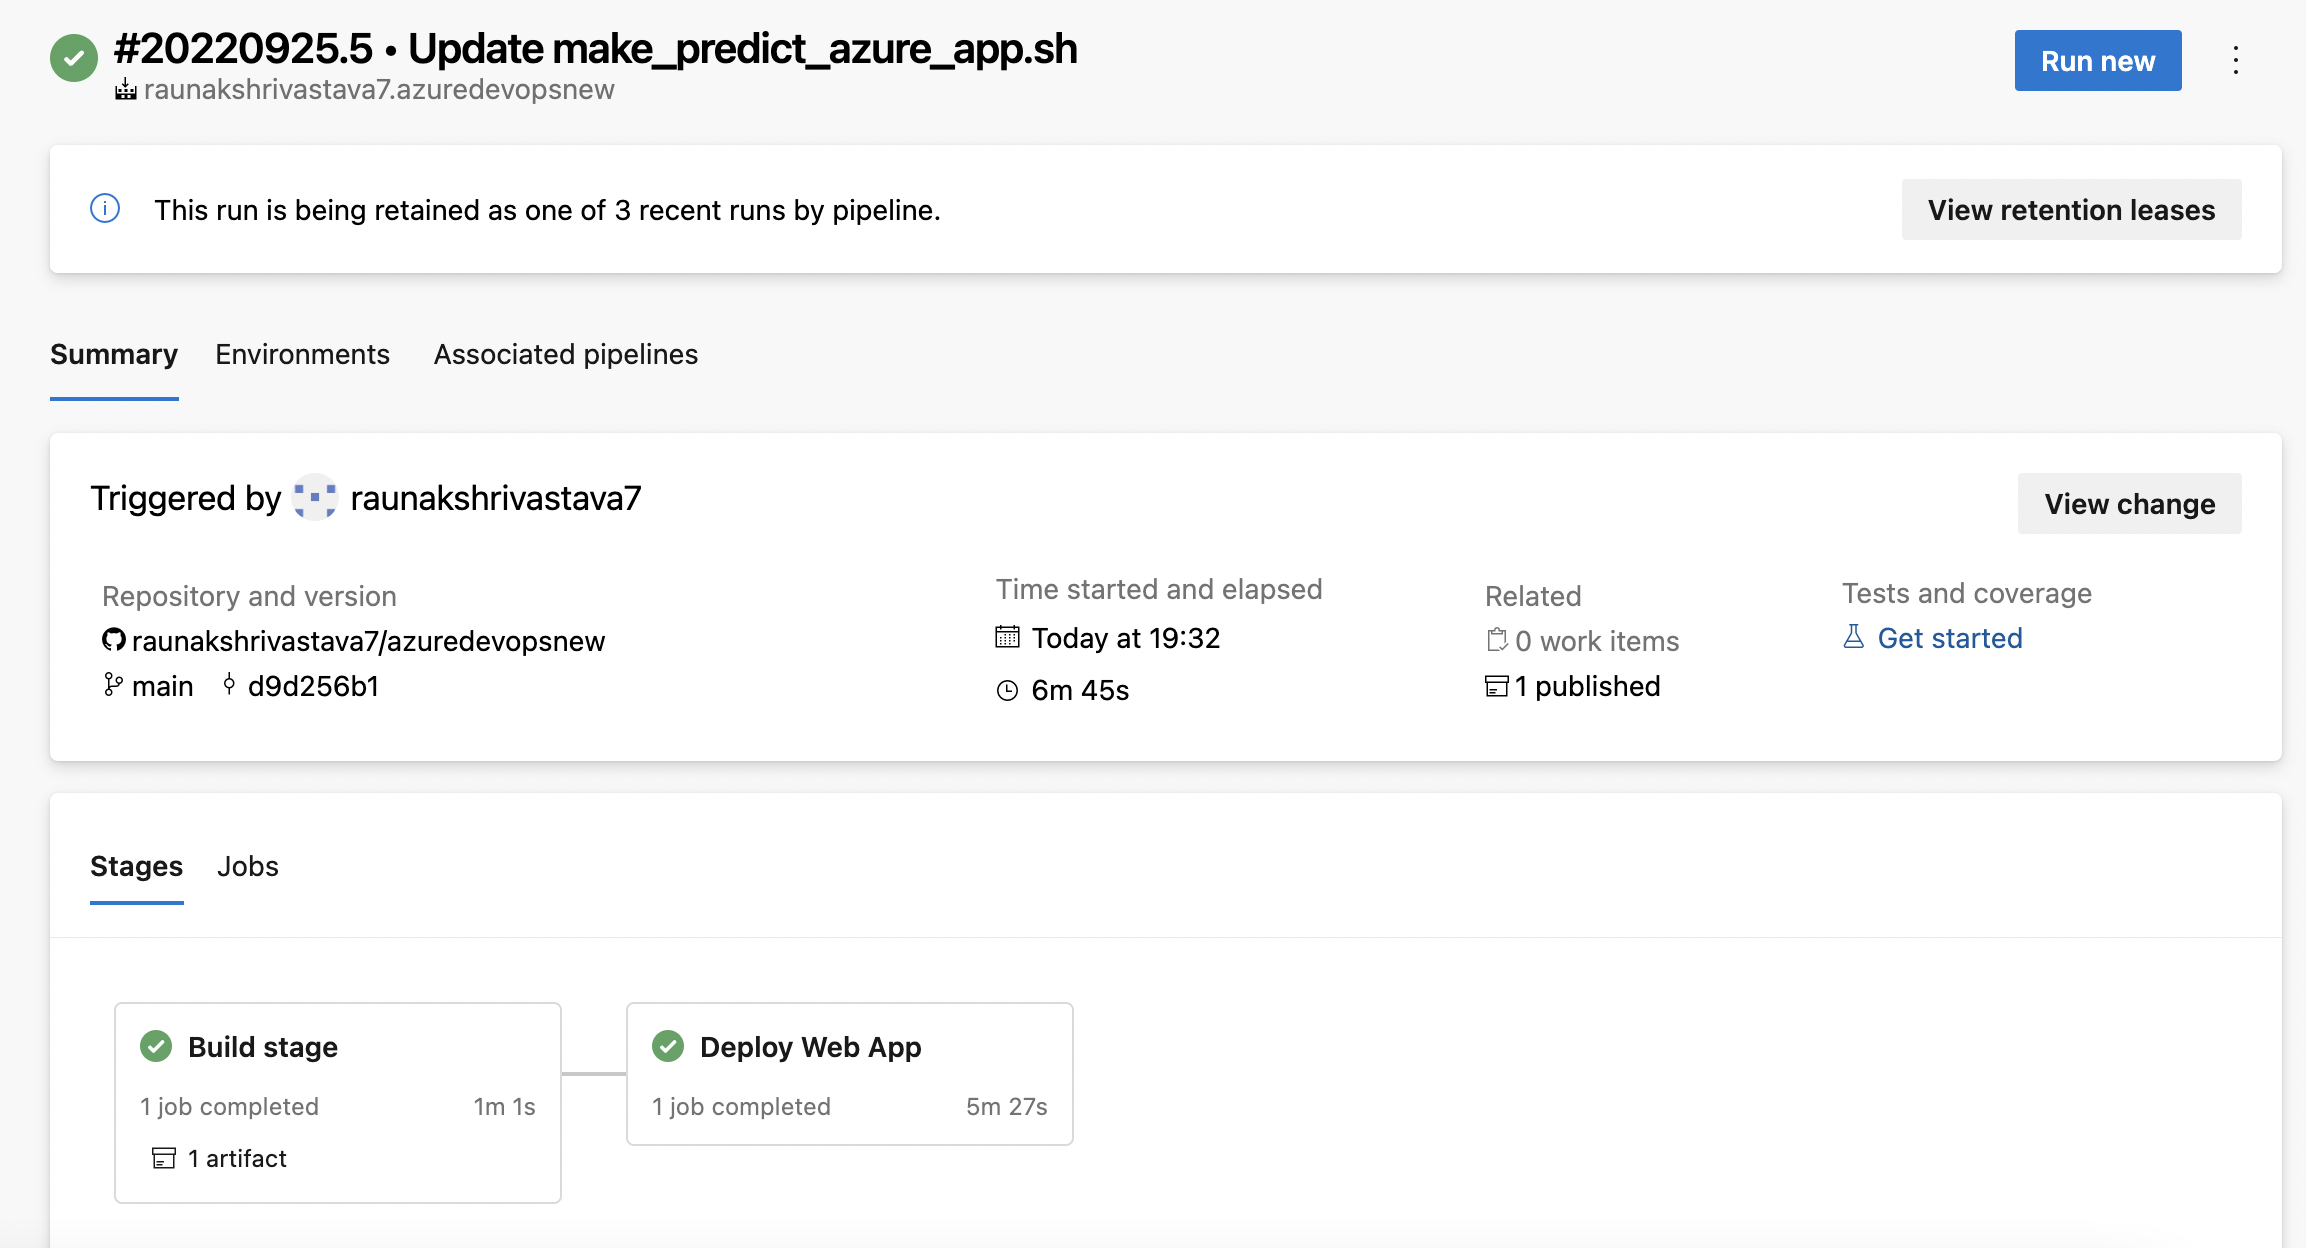 #20220925.5 • Update make_predict_azure_app.sh
raunakshrivastava7.azuredevopsnew
Run new
This run is being retained as one of 3 recent runs by pipeline.
View retention leases
Summary Environments Associated pipelines
Triggered by raunakshrivastava7
View change
Repository and version
raunakshrivastava7/azuredevopsnew
main d9d256b1
Time started and elapsed
Today at 19:32
6m 45s
Related
0 work items
1 published
Tests and coverage
Get started
Stages Jobs
Build stage
1 job completed 1m 1s
1 artifact
Deploy Web App
1 job completed 5m 27s